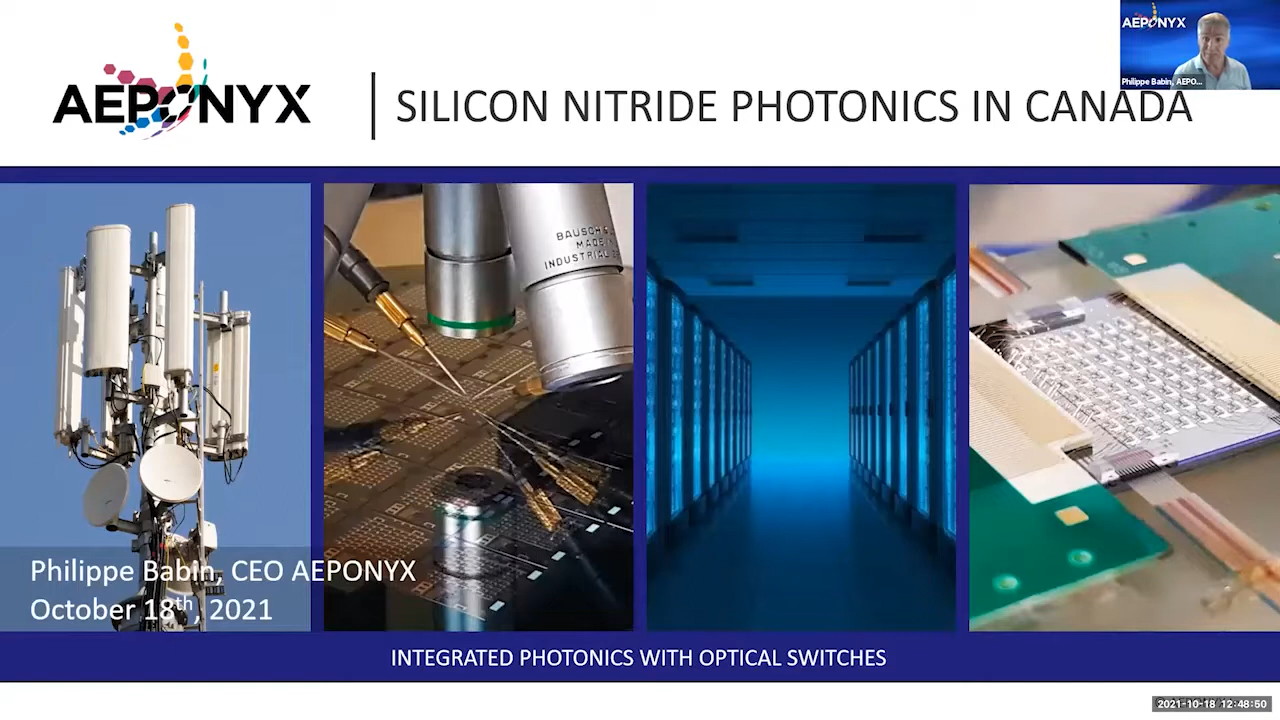 AEPONYX
SILICON NITRIDE PHOTONICS IN CANADA
AEPONYX
Philippe Babin, AEPO...
BAUSCH &
MADE IN
INDUSTRIAL
Philippe Babin, CEO AEPONYX
October 18th, 2021
INTEGRATED PHOTONICS WITH OPTICAL SWITCHES
2021-10-18 12:48:50